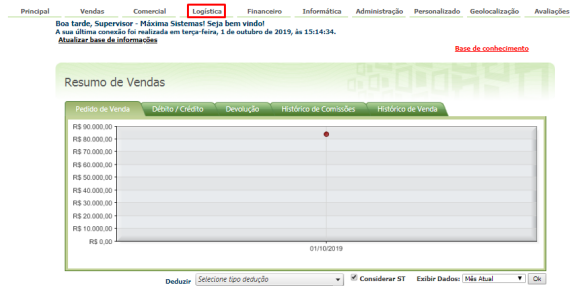 Principal Vendas Comercial Logística Financeiro Informática Administração Personalizado Geolocalização Avaliações
Boa tarde, Supervisor - Máxima Sistemas! Seja bem vindo!
A sua última conexão foi realizada em terça-feira, 1 de outubro de 2019, às 15:14:34.
Atualizar base de informações
Base de conhecimento
Resumo de Vendas
Pedido de Venda Débito / Crédito Devolução Histórico de Comissões Histórico de Venda
R$ 90.000,00
R$ 80.000,00
R$ 70.000,00
R$ 60.000,00
R$ 50.000,00
R$ 40.000,00
R$ 30.000,00
R$ 20.000,00
R$ 10.000,00
R$ 0,00
01/10/2019
Deduzir Selecione tipo dedução Considerar ST Exibir Dados: Mês Atual Ok